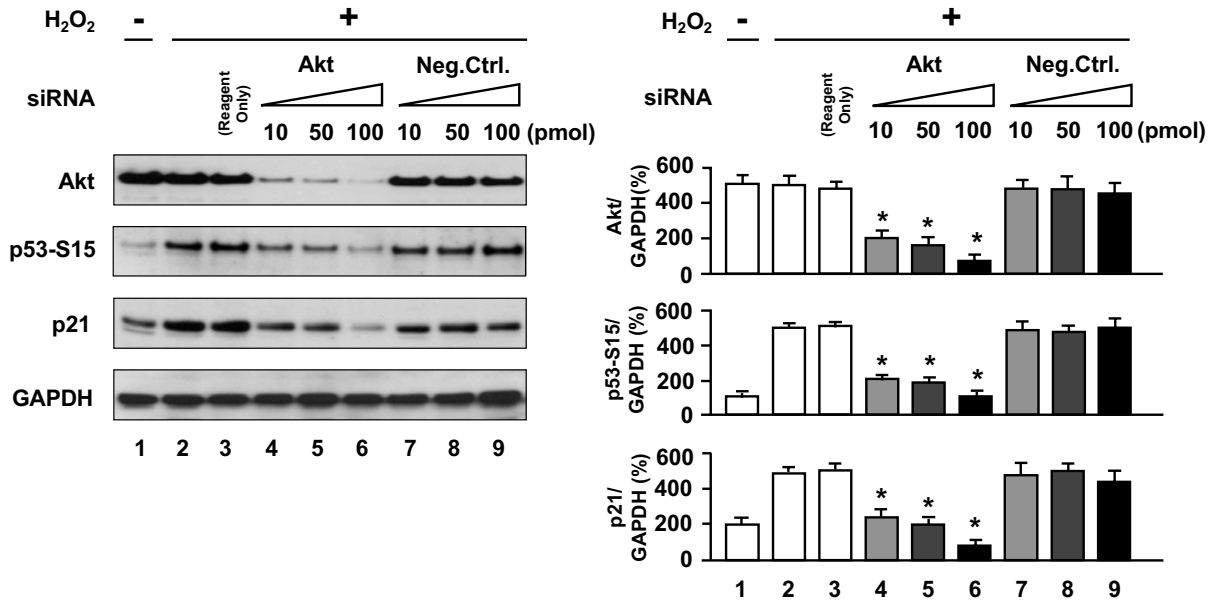 H₂O₂ - +
siRNA (Reagent Only) Akt Neg.Ctrl.
10 50 100 10 50 100 (pmol)
Akt
p53-S15
p21
GAPDH
1 2 3 4 5 6 7 8 9
H₂O₂ - +
siRNA (Reagent Only) Akt Neg.Ctrl.
10 50 100 10 50 100 (pmol)
Akt/
GAPDH(%)
600
400
200
0
* * *
p53-S15/
GAPDH (%)
600
400
200
0
* * *
p21/
GAPDH (%)
600
400
200
0
* * *
1 2 3 4 5 6 7 8 9